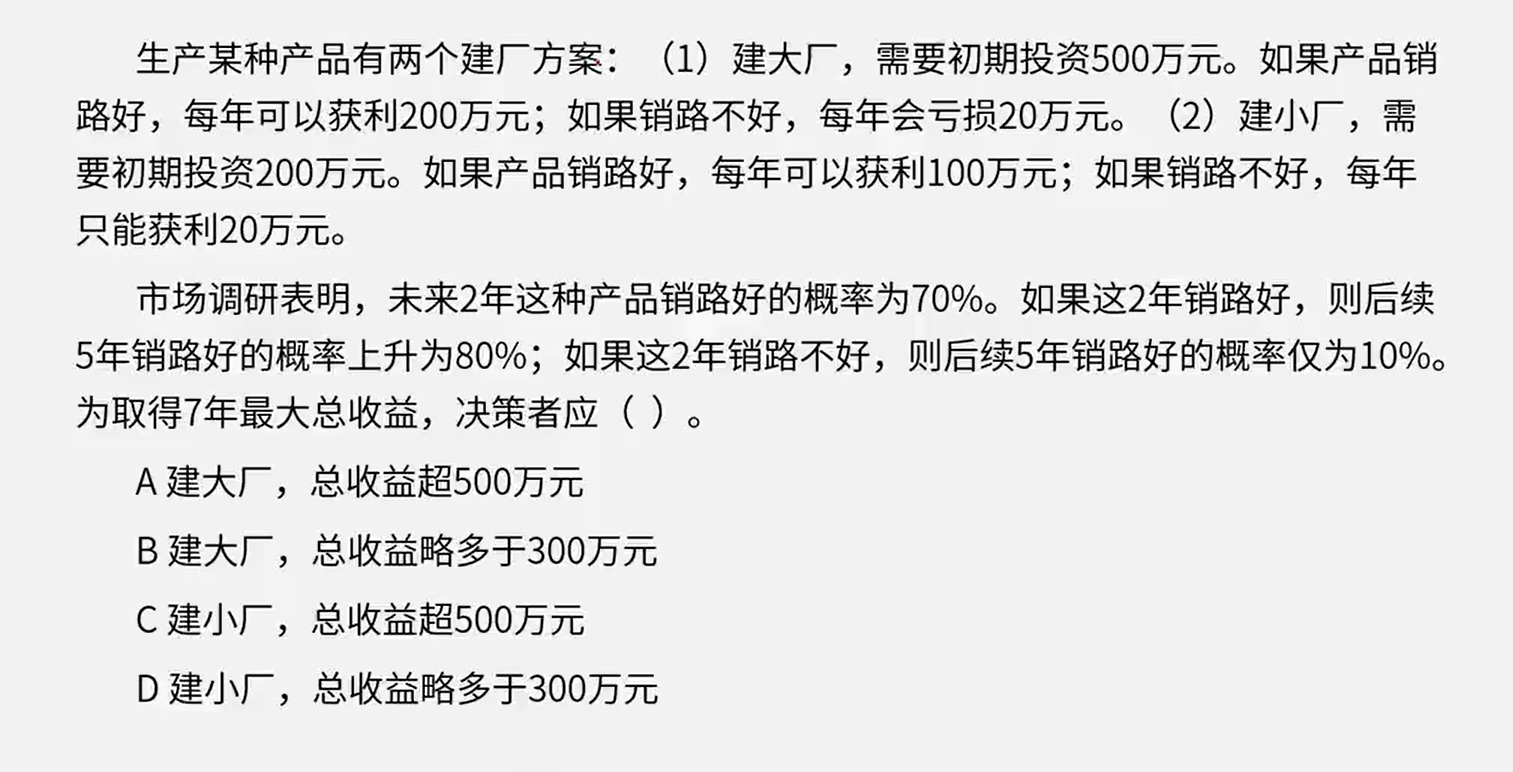 生产某种产品有两个建厂方案：（1）建大厂，需要初期投资500万元。如果产品销
路好，每年可以获利200万元；如果销路不好，每年会亏损20万元。（2）建小厂，需
要初期投资200万元。如果产品销路好，每年可以获利100万元；如果销路不好，每年
只能获利20万元。
市场调研表明，未来2年这种产品销路好的概率为70%。如果这2年销路好，则后续
5年销路好的概率上升为80%；如果这2年销路不好，则后续5年销路好的概率仅为10%。
为取得7年最大总收益，决策者应（ ）。
A 建大厂，总收益超500万元
B 建大厂，总收益略多于300万元
C 建小厂，总收益超500万元
D 建小厂，总收益略多于300万元